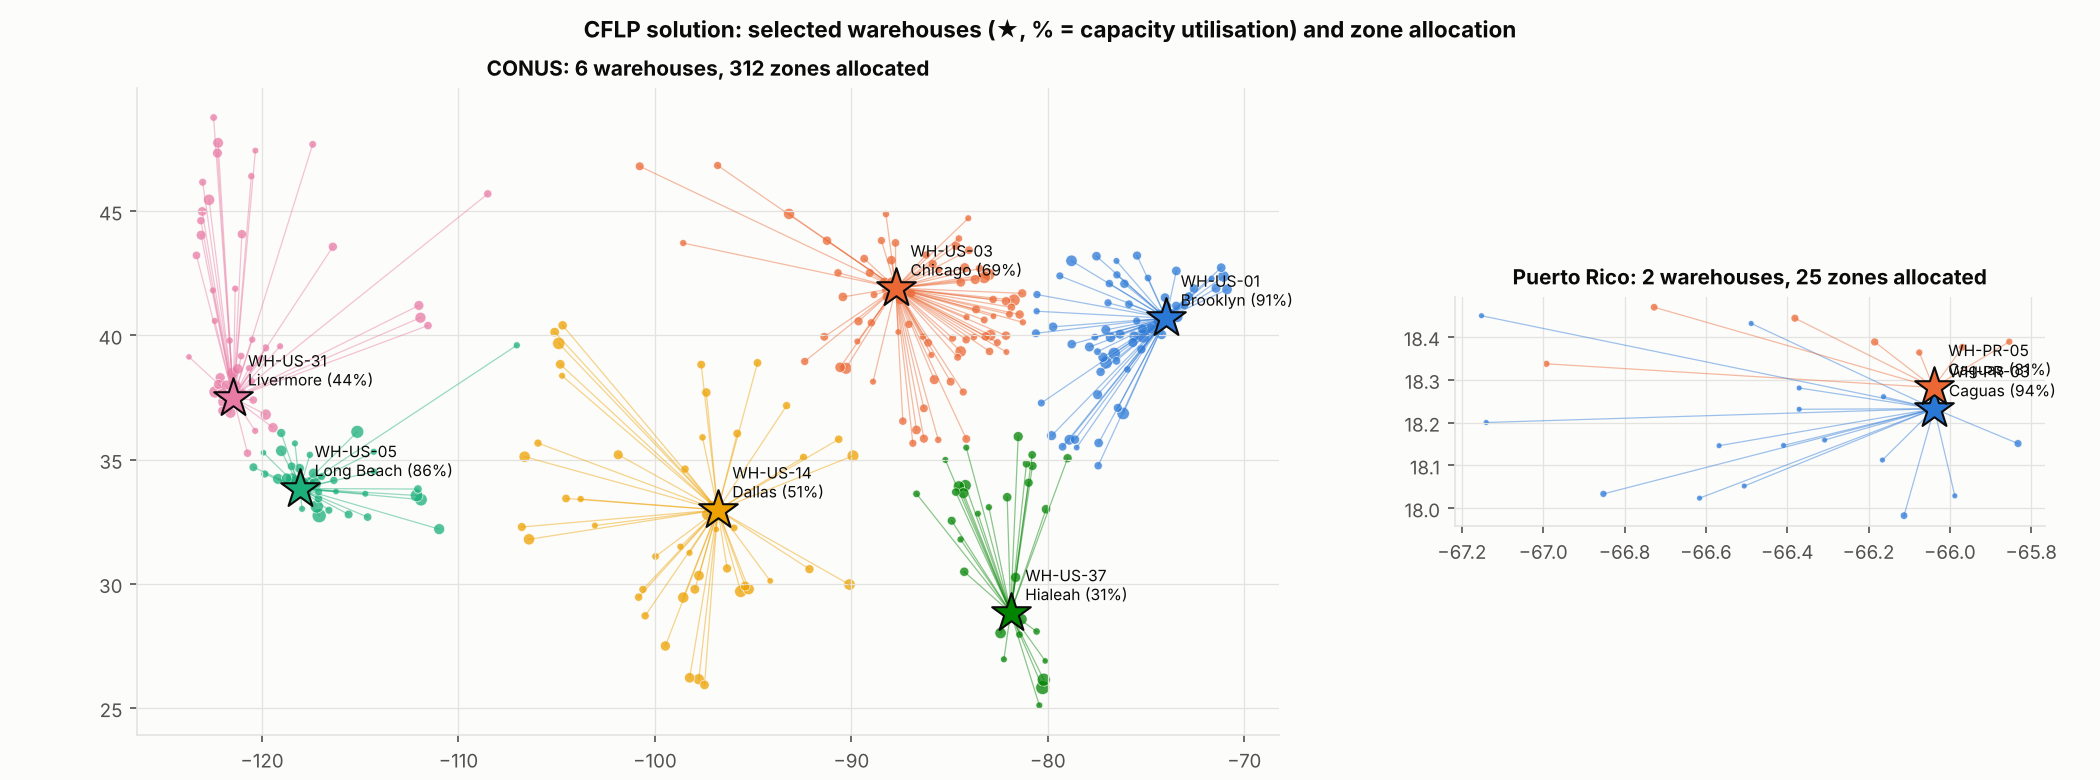 CFLP solution: selected warehouses (★, % = capacity utilisation) and zone allocation
CONUS: 6 warehouses, 312 zones allocated
45
40
35
30
25
−120
−110
−100
−90
−80
−70
WH-US-03
Chicago (69%)
WH-US-01
Brooklyn (91%)
WH-US-31
Livermore (44%)
WH-US-05
Long Beach (86%)
WH-US-14
Dallas (51%)
WH-US-37
Hialeah (31%)
Puerto Rico: 2 warehouses, 25 zones allocated
18.4
18.3
18.2
18.1
18.0
−67.2
−67.0
−66.8
−66.6
−66.4
−66.2
−66.0
−65.8
WH-PR-05
Caguas (94%)